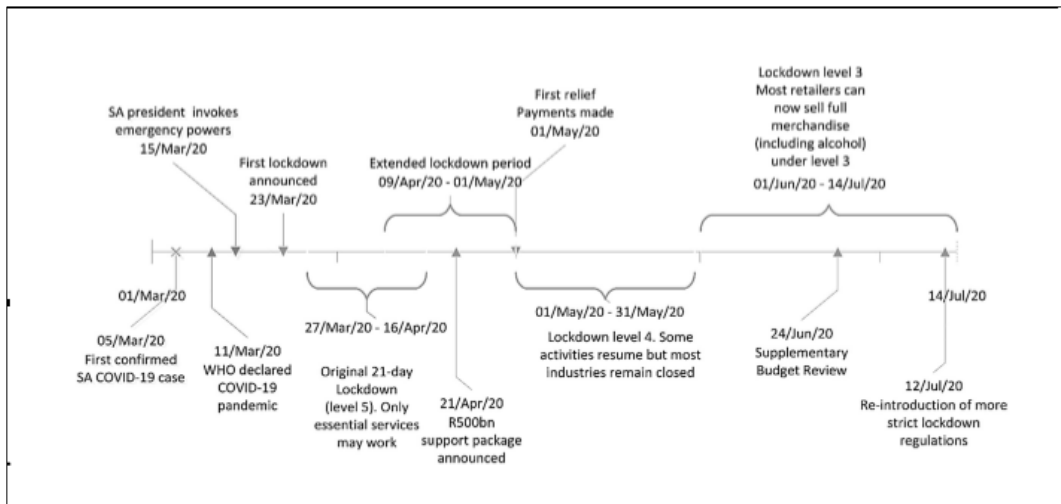 SA president invokes
emergency powers
15/Mar/20
First lockdown
announced
23/Mar/20
Extended lockdown period
09/Apr/20 - 01/May/20
First relief
Payments made
01/May/20
Lockdown level 3
Most retailers can
now sell full
merchandise
(including alcohol)
under level 3
01/Jun/20 - 14/Jul/20
01/Mar/20
05/Mar/20
First confirmed
SA COVID-19 case
11/Mar/20
WHO declared
COVID-19
pandemic
27/Mar/20 - 16/Apr/20
Original 21-day
Lockdown
(level 5). Only
essential services
may work
21/Apr/20
R500bn
support package
announced
01/May/20 - 31/May/20
Lockdown level 4. Some
activities resume but most
industries remain closed
24/Jun/20
Supplementary
Budget Review
14/Jul/20
12/Jul/20
Re-introduction of more
strict lockdown
regulations